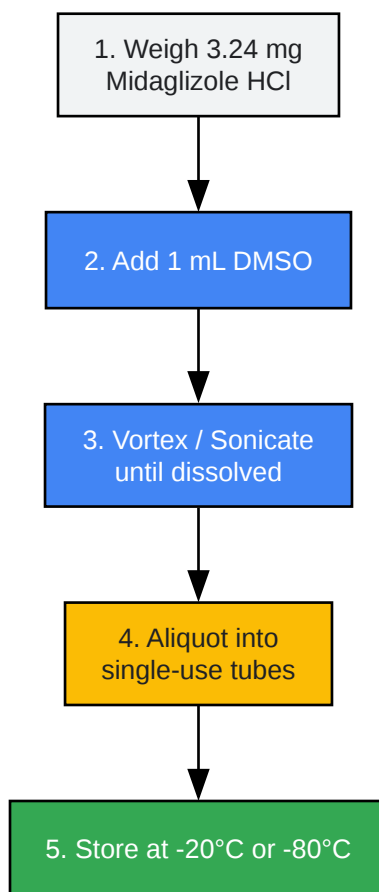 1. Weigh 3.24 mg
Midaglizole HCl
2. Add 1 mL DMSO
3. Vortex / Sonicate
until dissolved
4. Aliquot into
single-use tubes
5. Store at -20°C or -80°C